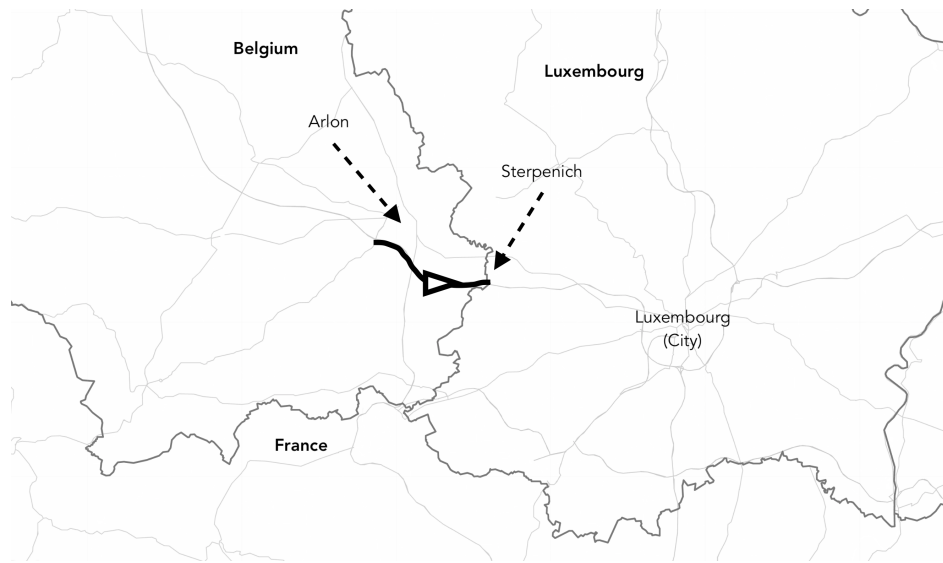 Belgium
Luxembourg
Arlon
Sterpenich
Luxembourg
(City)
France